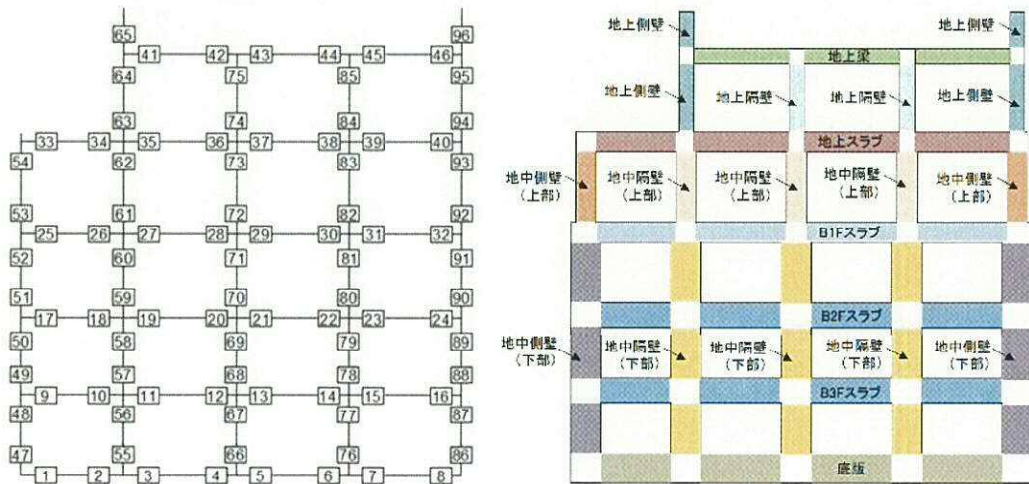 65 96
41 42 43 44 45 46
64 75 85 95
63 74 84 94
33 34 35 36 37 38 39 40
54 62 73 83 93
53 61 72 82 92
25 26 27 28 29 30 31 32
52 60 71 81 91
51 59 70 80 90
17 18 19 20 21 22 23 24
50 58 69 79 89
49 57 68 78 88
9 10 11 12 13 14 15 16
48 56 67 77 87
47 55 66 76 86
1 2 3 4 5 6 7 8
地上側壁 地上側壁
地上梁
地上側壁 地上隔壁 地上隔壁 地上側壁
地上スラブ
地中側壁 地中隔壁 地中隔壁 地中隔壁 地中側壁
(上部) (上部) (上部) (上部) (上部)
B1Fスラブ
B2Fスラブ
地中側壁 地中隔壁 地中隔壁 地中隔壁 地中側壁
(下部) (下部) (下部) (下部) (下部)
B3Fスラブ
底版